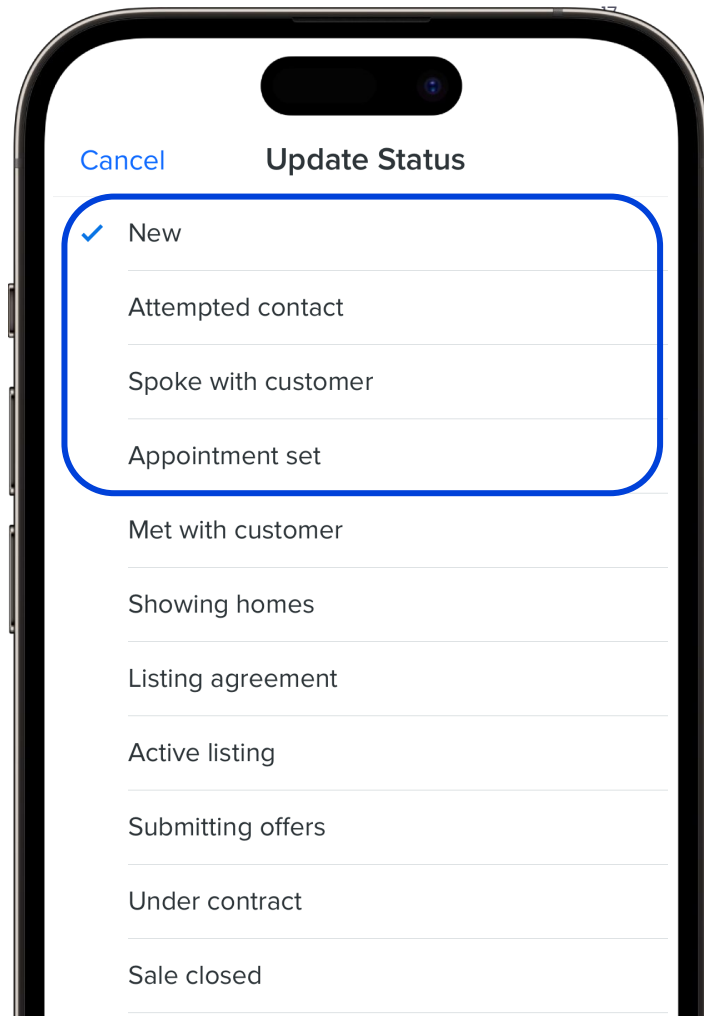 Cancel Update Status
New
Attempted contact
Spoke with customer
Appointment set
Met with customer
Showing homes
Listing agreement
Active listing
Submitting offers
Under contract
Sale closed